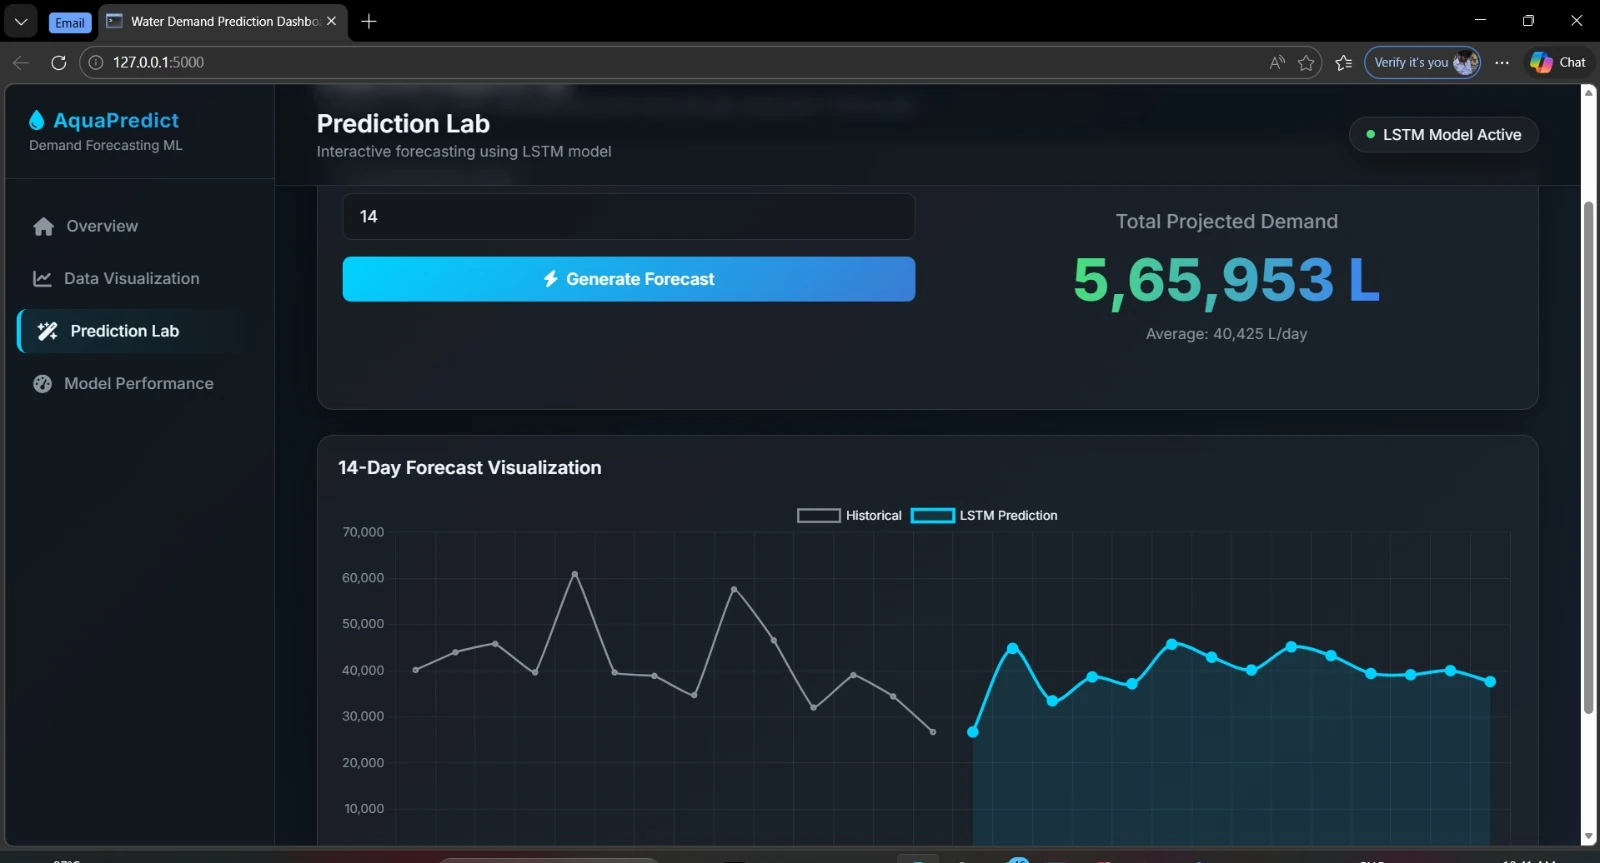 Email
Water Demand Prediction Dashbo
127.0.0.1:5000
Verify it's you
Chat
AquaPredict
Demand Forecasting ML
Overview
Data Visualization
Prediction Lab
Model Performance
Prediction Lab
Interactive forecasting using LSTM model
LSTM Model Active
14
Generate Forecast
Total Projected Demand
5,65,953 L
Average: 40,425 L/day
14-Day Forecast Visualization
Historical
LSTM Prediction
70,000
60,000
50,000
40,000
30,000
20,000
10,000